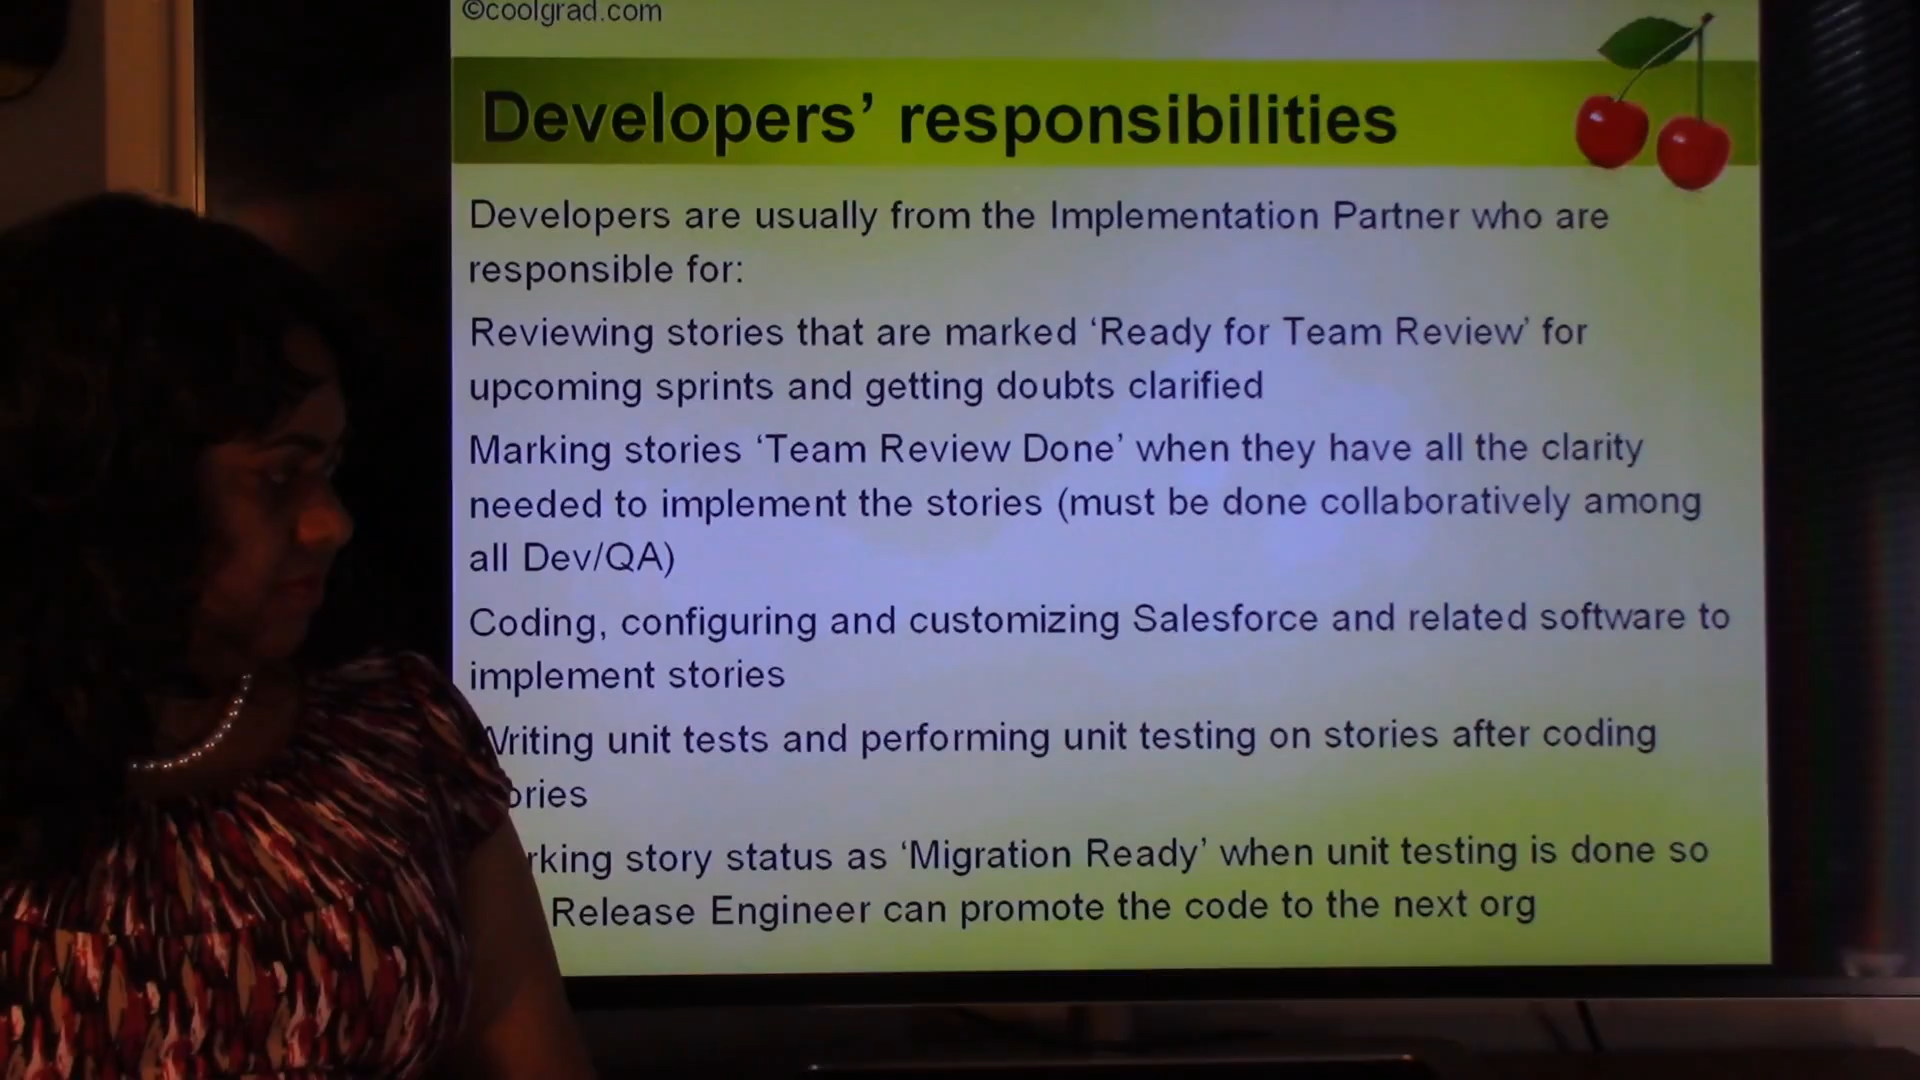 ©coolgrad.com
Developers’ responsibilities
Developers are usually from the Implementation Partner who are
responsible for:
Reviewing stories that are marked ‘Ready for Team Review’ for
upcoming sprints and getting doubts clarified
Marking stories ‘Team Review Done’ when they have all the clarity
needed to implement the stories (must be done collaboratively among
all Dev/QA)
Coding, configuring and customizing Salesforce and related software to
implement stories
Writing unit tests and performing unit testing on stories after coding
story status as ‘Migration Ready’ when unit testing is done so
Release Engineer can promote the code to the next org